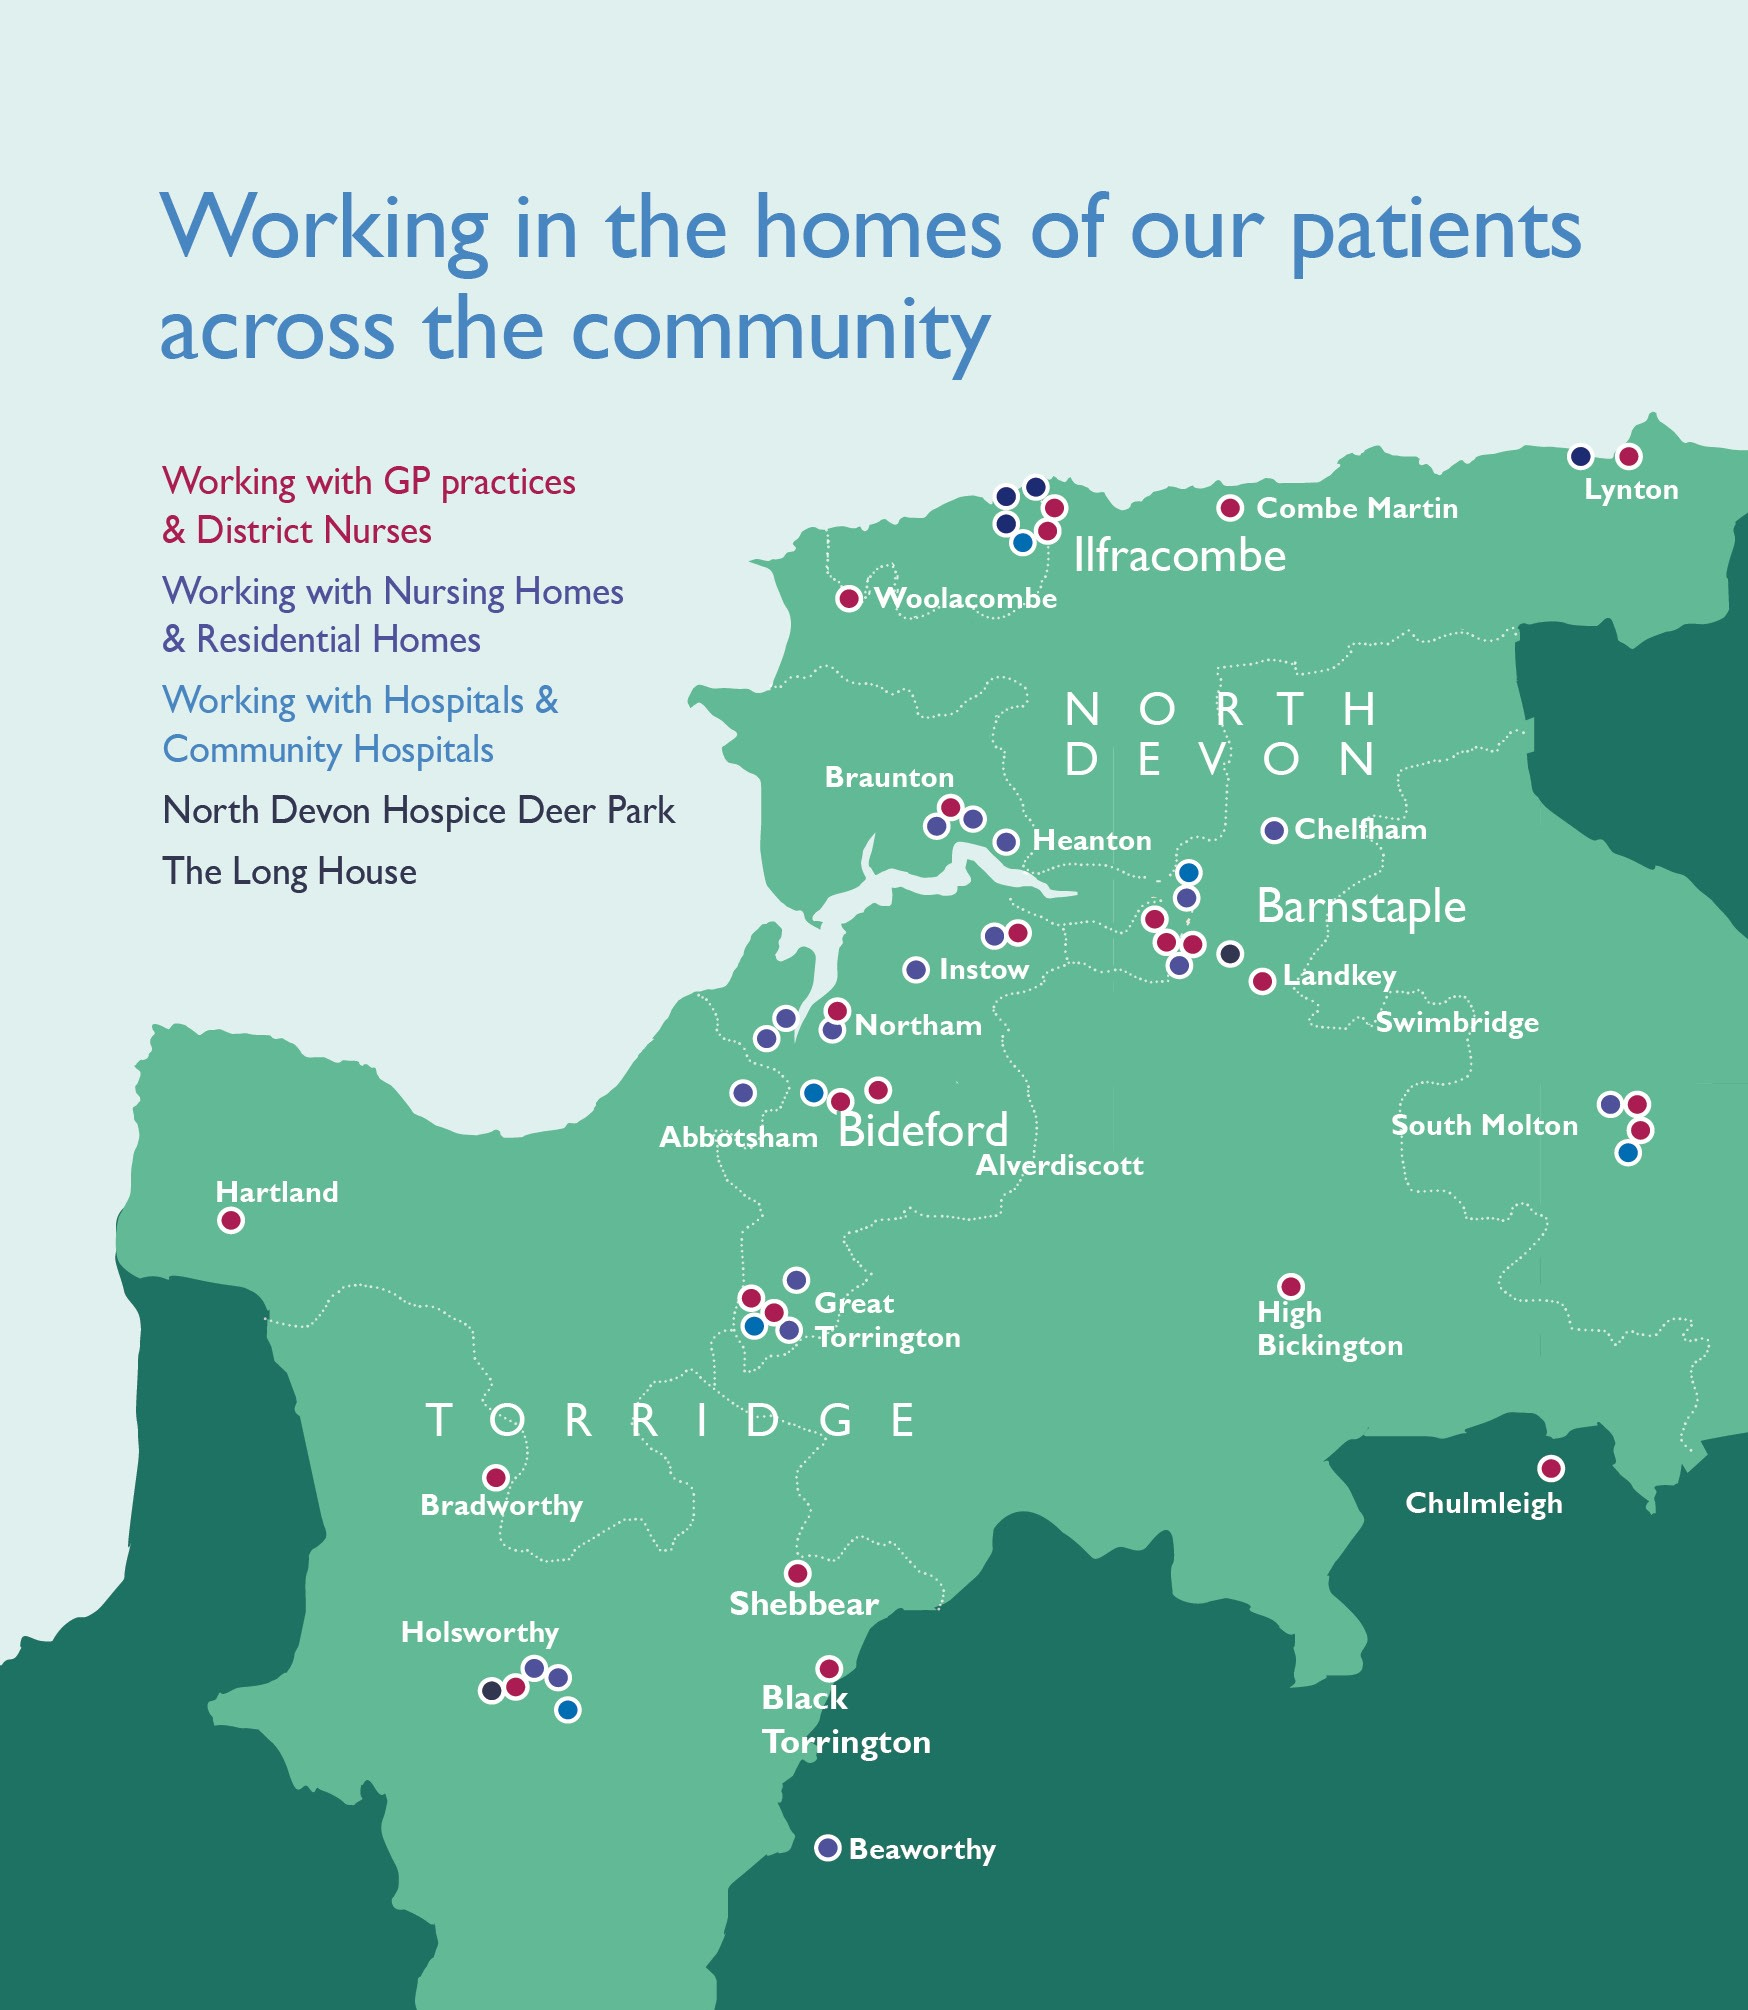 Working in the homes of our patients
across the community
Working with GP practices
& District Nurses
Working with Nursing Homes
& Residential Homes
Working with Hospitals &
Community Hospitals
North Devon Hospice Deer Park
The Long House
Lynton
Combe Martin
Ilfracombe
Woolacombe
NORTH
DEVON
Braunton
Heanton
Chelfham
Barnstaple
Instow
Landkey
Northam
Swimbridge
Abbotsham
Bideford
South Molton
Alverdiscott
Hartland
Great
Torrington
High
Bickington
TORRIDGE
Bradworthy
Chulmleigh
Shebbear
Holsworthy
Black
Torrington
Beaworthy